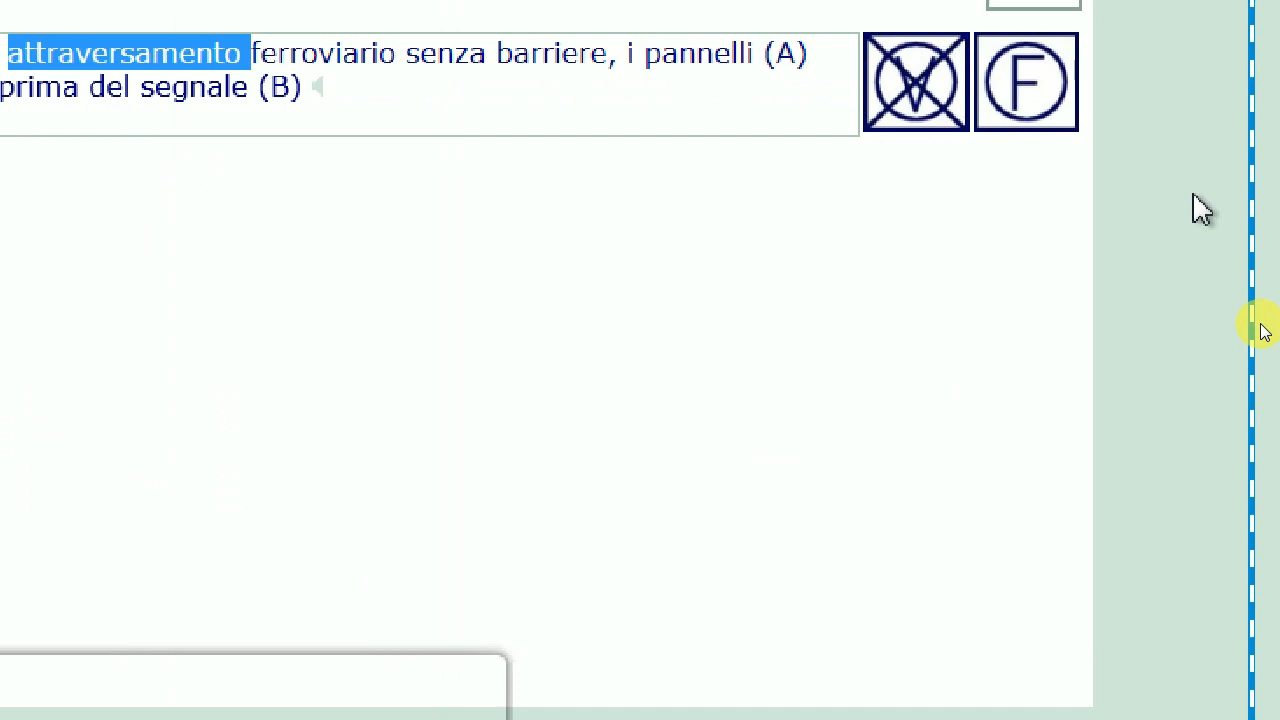 attraversamento ferroviario senza barriere, i pannelli (A)
prima del segnale (B)
V
F